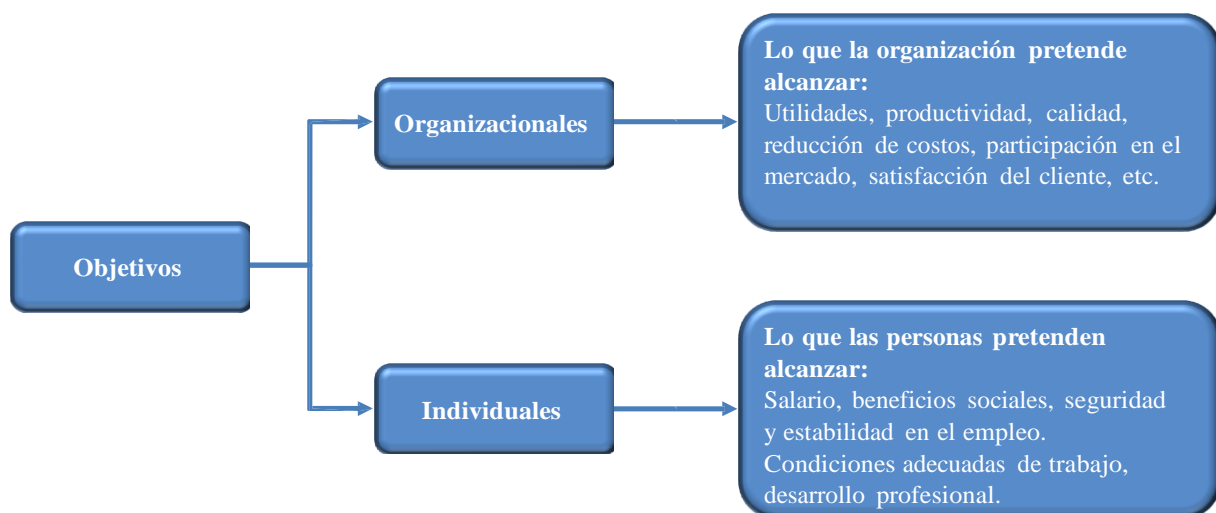 Objetivos
Organizacionales
Lo que la organización pretende
alcanzar:
Utilidades, productividad, calidad,
reducción de costos, participación en el
mercado, satisfacción del cliente, etc.
Individuales
Lo que las personas pretenden
alcanzar:
Salario, beneficios sociales, seguridad
y estabilidad en el empleo.
Condiciones adecuadas de trabajo,
desarrollo profesional.